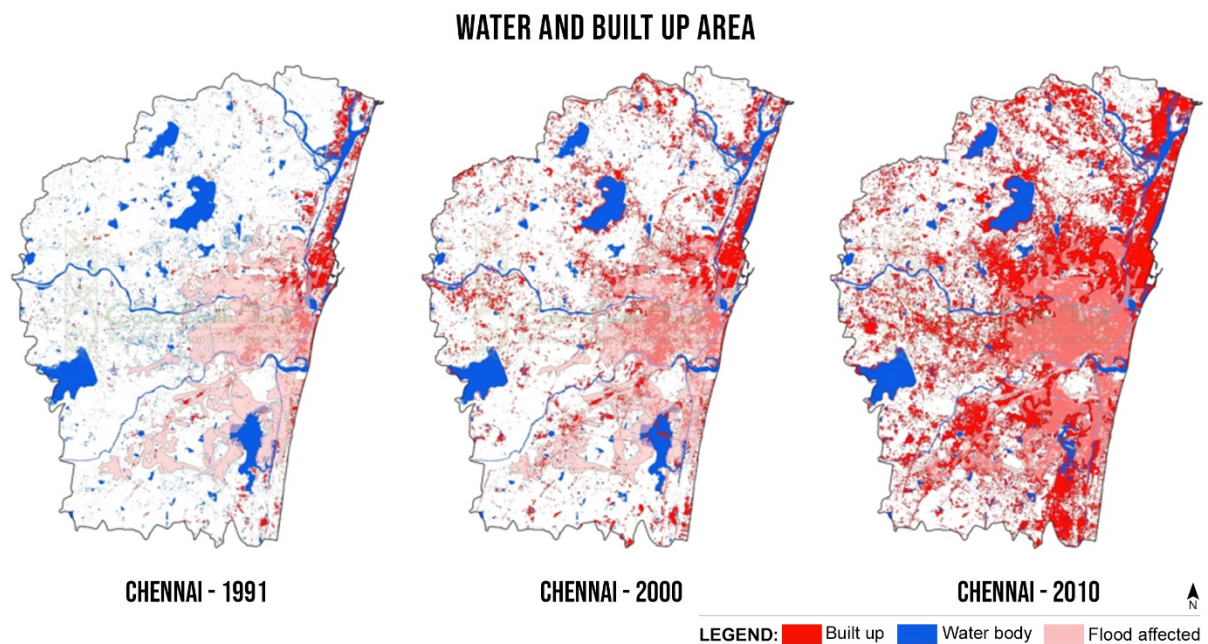 WATER AND BUILT UP AREA
CHENNAI - 1991
CHENNAI - 2000
CHENNAI - 2010
N
LEGEND: Built up Water body Flood affected